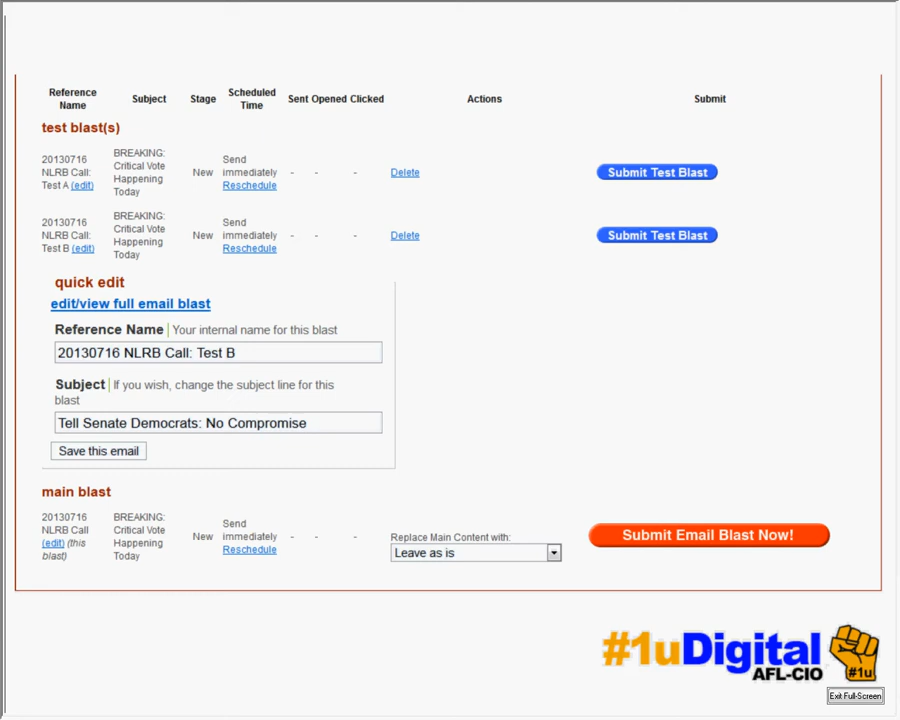 Reference Name Subject Stage Scheduled Time Sent Opened Clicked Actions Submit
test blast(s)
20130716 NLRB Call: Test A (edit) BREAKING: Critical Vote Happening Today New Send immediately Reschedule - - - Delete Submit Test Blast
20130716 NLRB Call: Test B (edit) BREAKING: Critical Vote Happening Today New Send immediately Reschedule - - - Delete Submit Test Blast
quick edit
edit/view full email blast
Reference Name Your internal name for this blast
20130716 NLRB Call: Test B
Subject If you wish, change the subject line for this
blast
Tell Senate Democrats: No Compromise
Save this email
main blast
20130716 NLRB Call (edit) (this blast) BREAKING: Critical Vote Happening Today New Send immediately Reschedule - - - Replace Main Content with: Leave as is Submit Email Blast Now!
#1uDigital
AFL-CIO
#1u
Exit Full-Screen